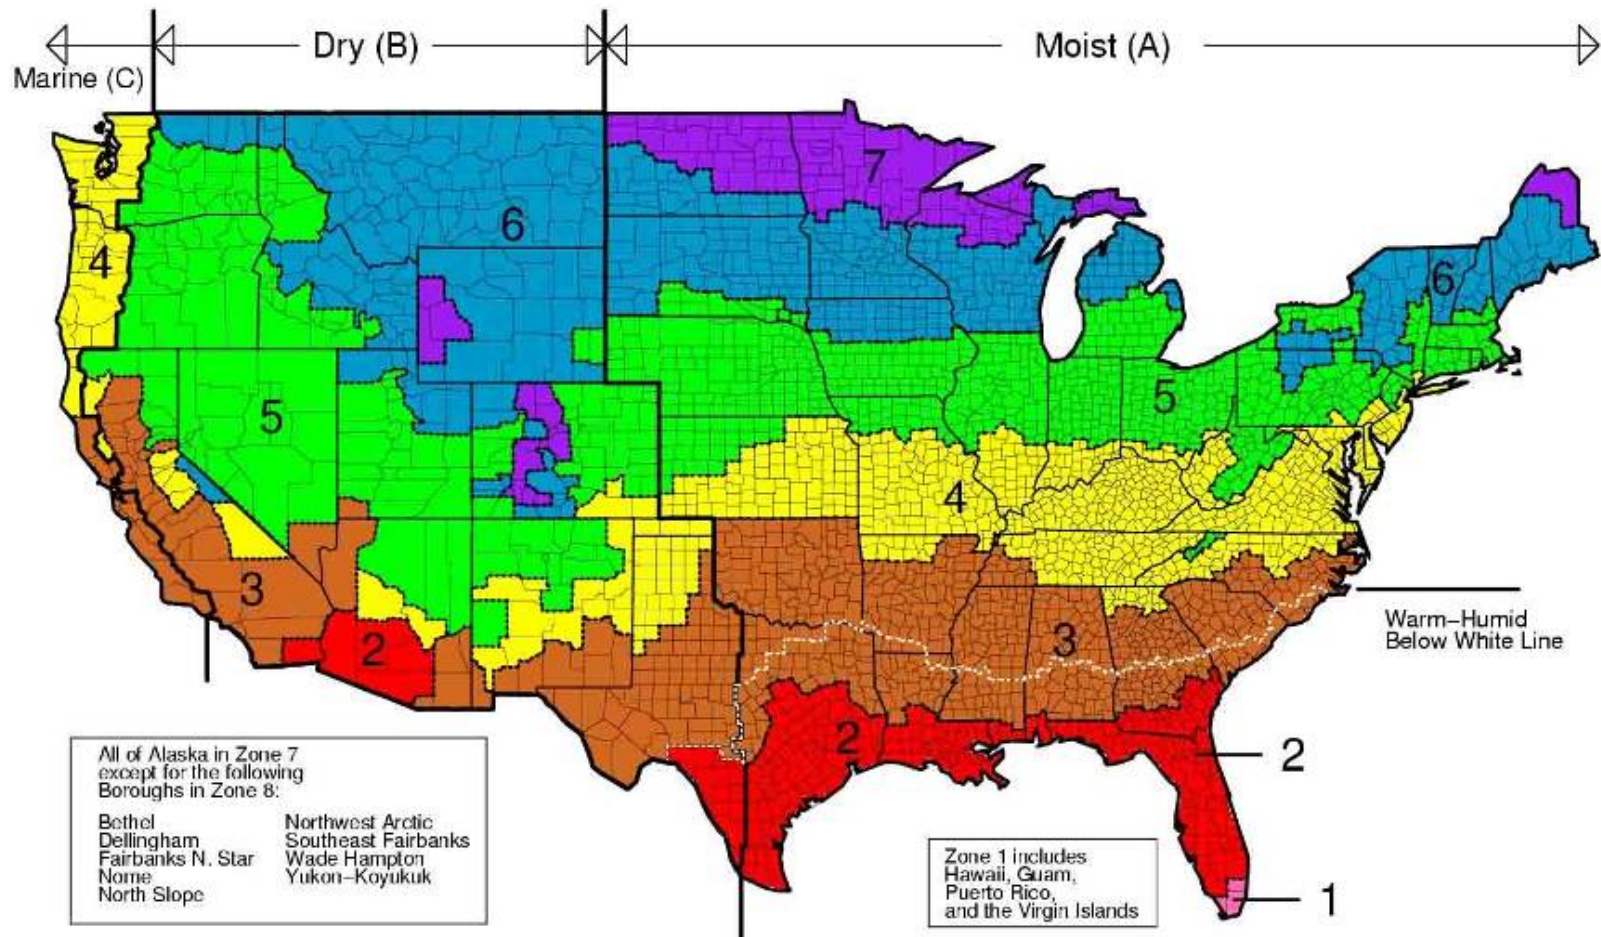 Dry (B)
Moist (A)
Marine (C)
7
6
4
6
5
5
4
3
3
2
2
Warm-Humid
Below White Line
2
1
All of Alaska in Zone 7
except for the following
Boroughs in Zone 8:
Bethel
Dellingham
Fairbanks N. Star
Nome
North Slope
Northwest Arctic
Southeast Fairbanks
Wade Hampton
Yukon-Koyukuk
Zone 1 includes
Hawaii, Guam,
Puerto Rico,
and the Virgin Islands